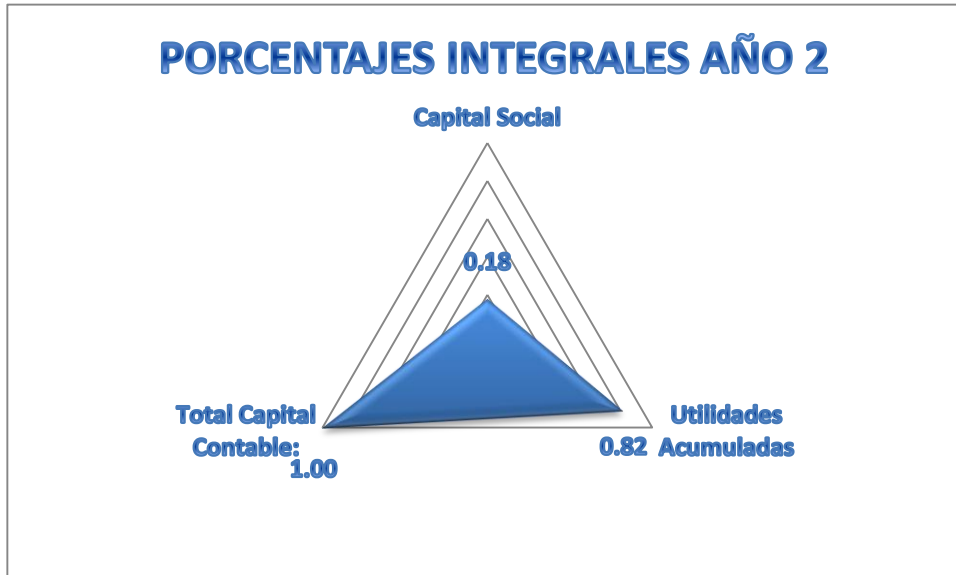 PORCENTAJES INTEGRALES AÑO 2
Capital Social
0.18
Total Capital
Contable:
1.00
Utilidades
Acumuladas
0.82